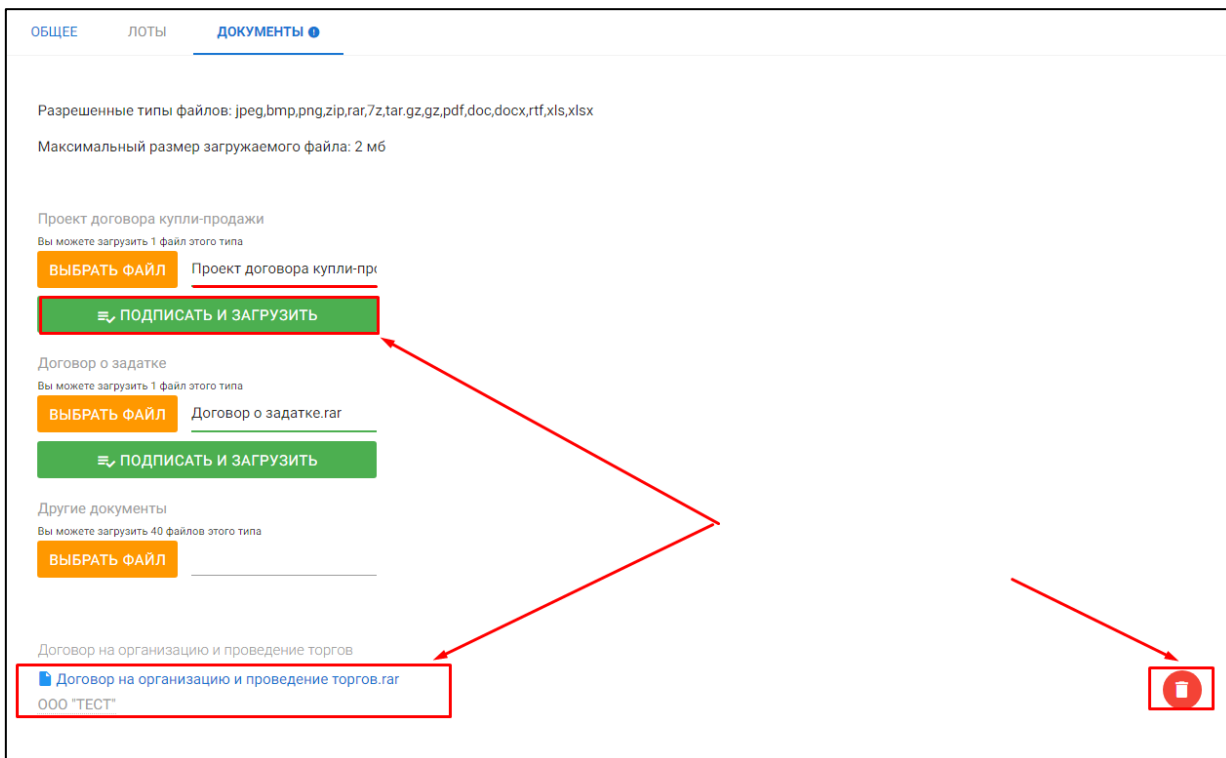 ОБЩЕЕ ЛОТЫ ДОКУМЕНТЫ
Разрешенные типы файлов: jpeg,bmp,png,zip,rar,7z,tar.gz,gz,pdf,doc,docx,rtf,xls,xlsx
Максимальный размер загружаемого файла: 2 мб
Проект договора купли-продажи
Вы можете загрузить 1 файл этого типа
ВЫБРАТЬ ФАЙЛ Проект договора купли-про
ПОДПИСАТЬ И ЗАГРУЗИТЬ
Договор о задатке
Вы можете загрузить 1 файл этого типа
ВЫБРАТЬ ФАЙЛ Договор о задатке.rar
ПОДПИСАТЬ И ЗАГРУЗИТЬ
Другие документы
Вы можете загрузить 40 файлов этого типа
ВЫБРАТЬ ФАЙЛ
Договор на организацию и проведение торгов
Договор на организацию и проведение торгов.rar
ООО "ТЕСТ"